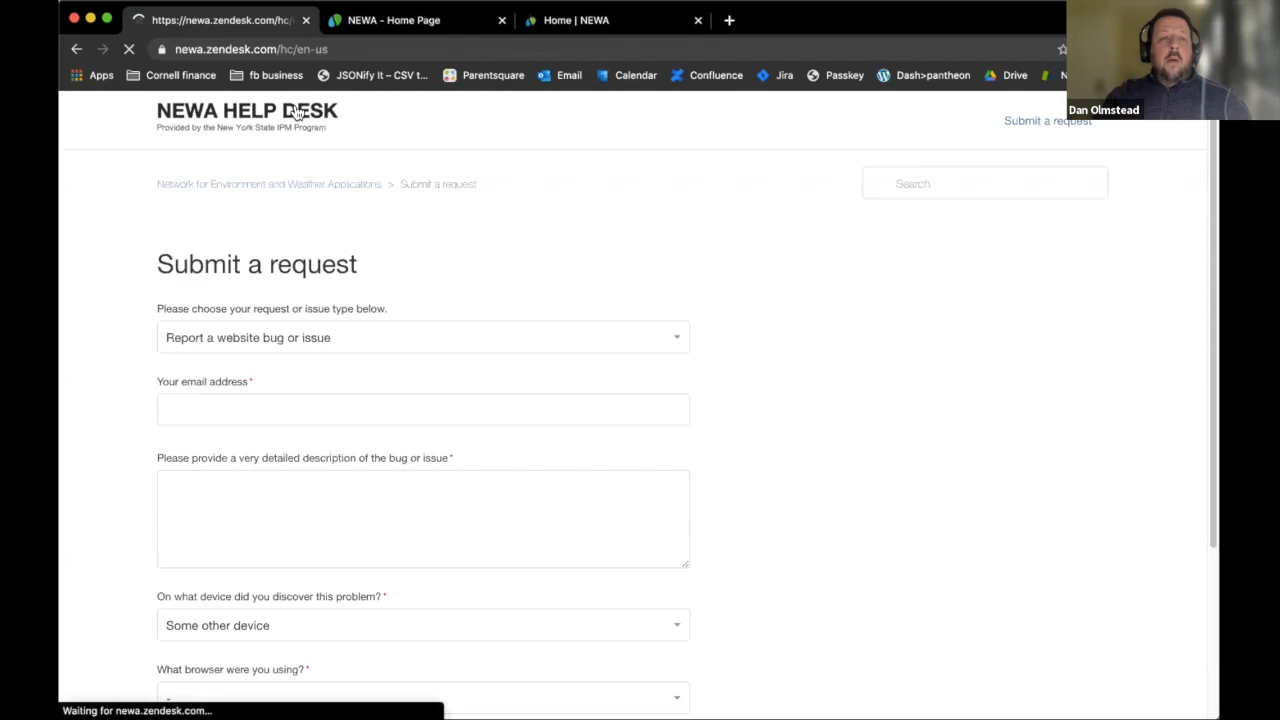 https://newa.zendesk.com/hc/
NEWA - Home Page
Home | NEWA
newa.zendesk.com/hc/en-us
Apps
Cornell finance
fb business
JSONify It – CSV t...
Parentsquare
Email
Calendar
Confluence
Jira
Passkey
Dash>pantheon
Drive
N
Dan Olmstead
NEWA HELP DESK
Provided by the New York State IPM Program
Submit a request
Network for Environment and Weather Applications > Submit a request
Search
Submit a request
Please choose your request or issue type below.
Report a website bug or issue
Your email address*
Please provide a very detailed description of the bug or issue*
On what device did you discover this problem?*
Some other device
What browser were you using?*
-
Waiting for newa.zendesk.com...